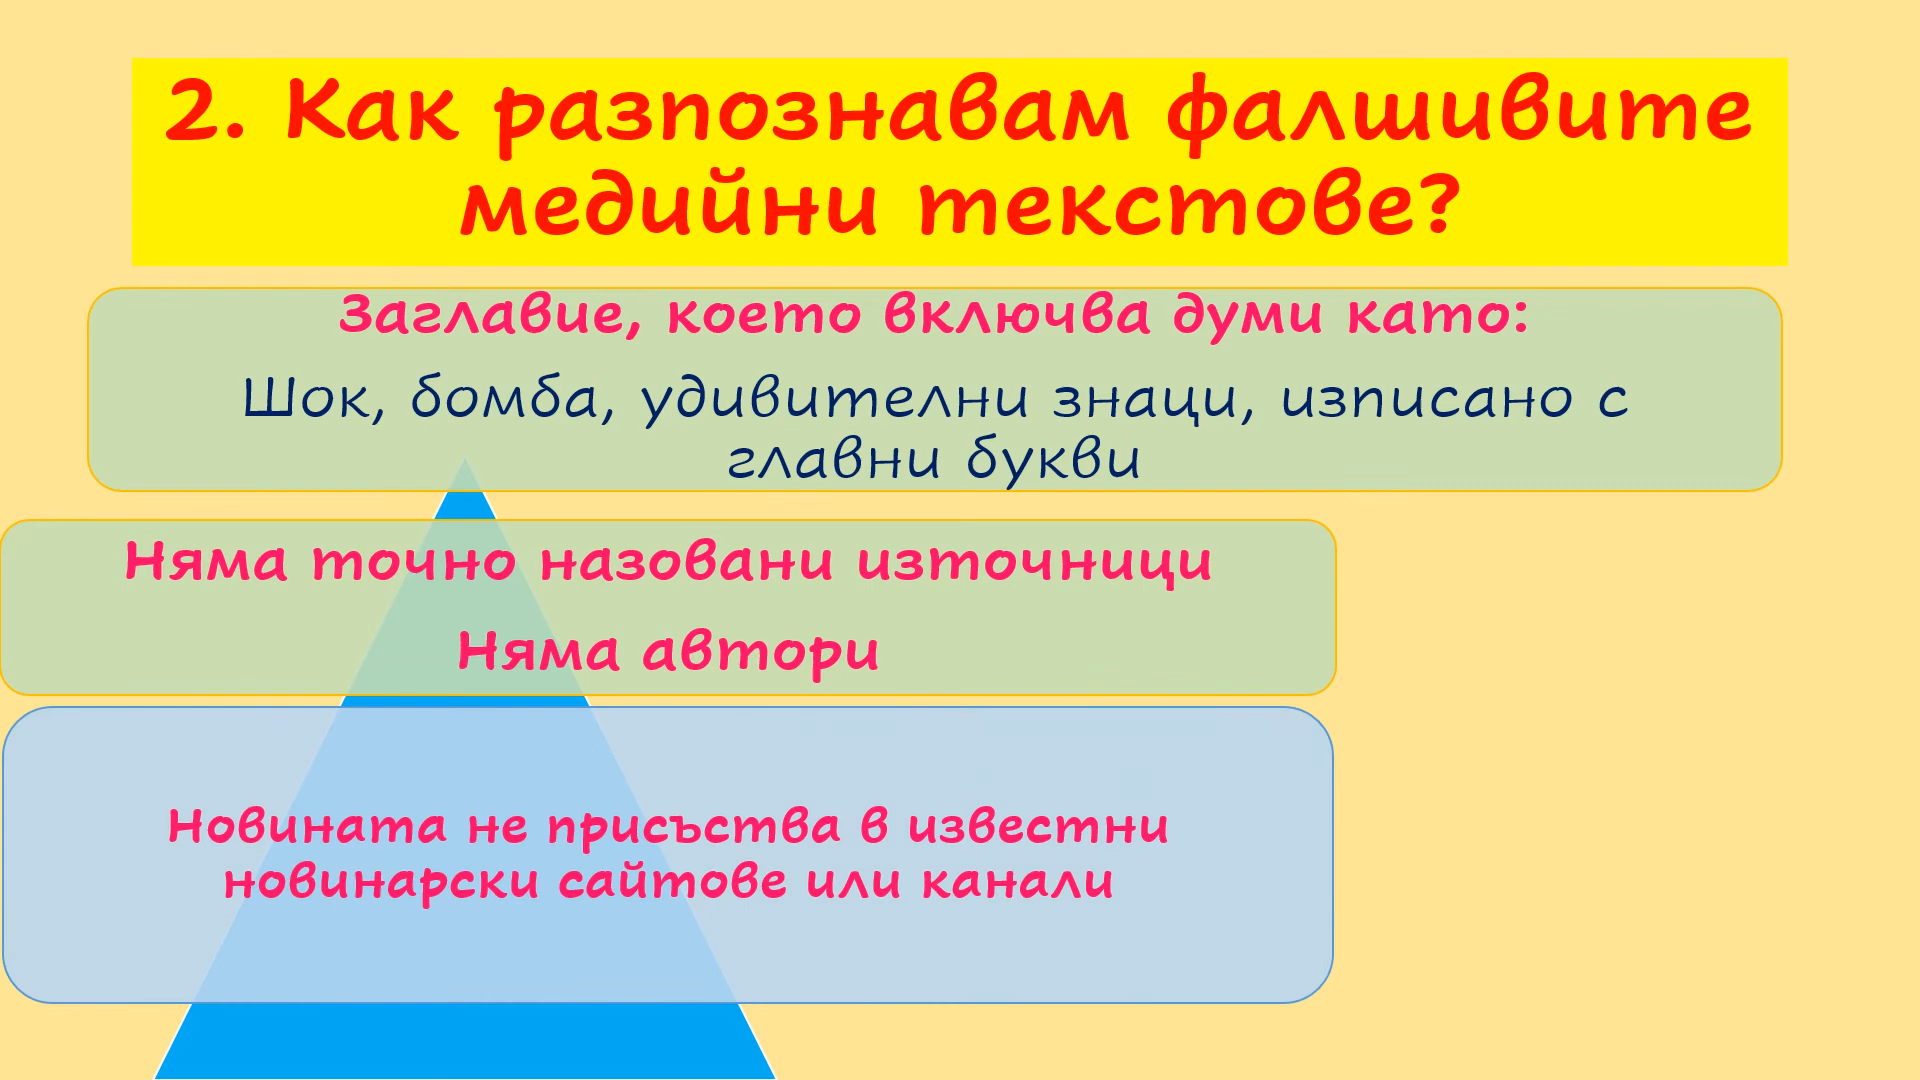 2. Как разпознавам фалшивите
медийни текстове?
Заглавие, което включва думи като:
Шок, бомба, удивителни знаци, изписано с
главни букви
Няма точно назовани източници
Няма автори
Новината не присъства в известни
новинарски сайтове или канали